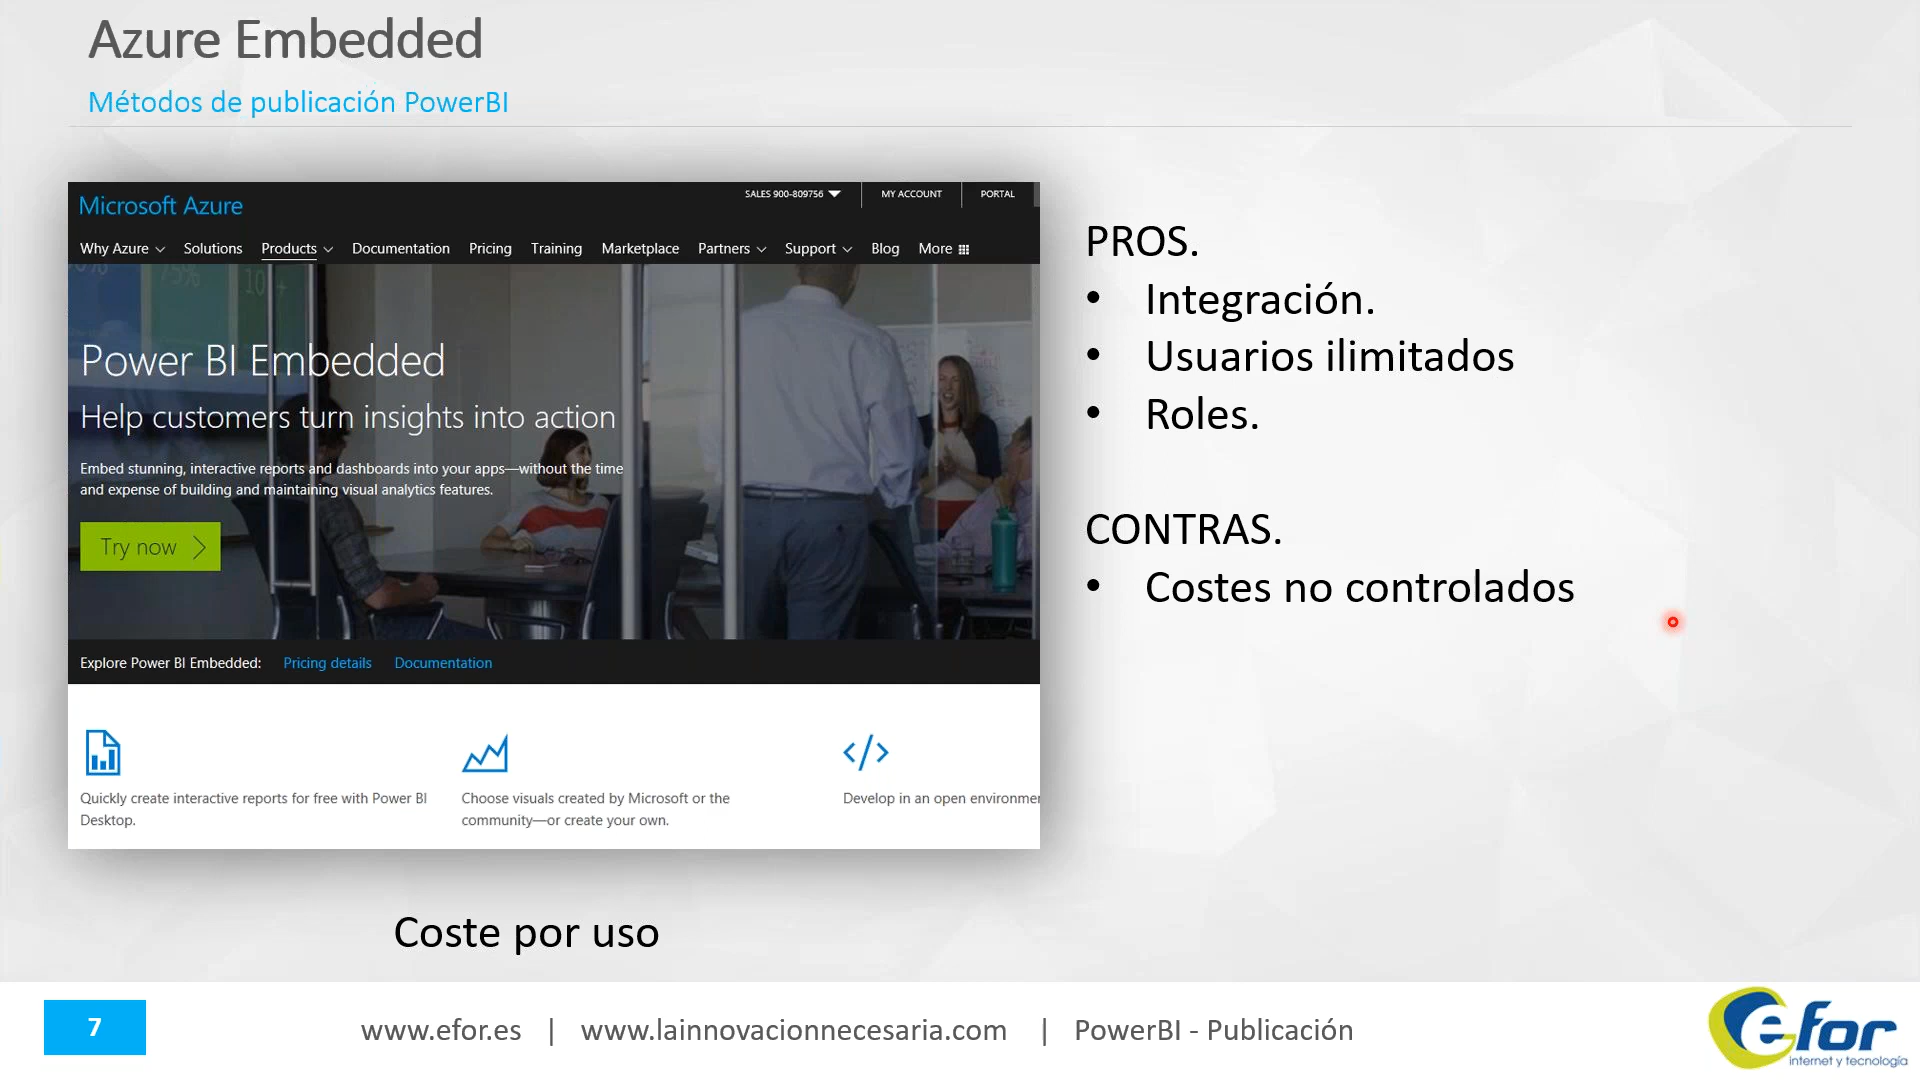 Azure Embedded
Métodos de publicación PowerBI
SALES 900-809756
MY ACCOUNT
PORTAL
Microsoft Azure
Why Azure
Solutions
Products
Documentation
Pricing
Training
Marketplace
Partners
Support
Blog
More
Power BI Embedded
Help customers turn insights into action
Embed stunning, interactive reports and dashboards into your apps—without the time
and expense of building and maintaining visual analytics features.
Try now
Explore Power BI Embedded:
Pricing details
Documentation
Quickly create interactive reports for free with Power BI
Desktop.
Choose visuals created by Microsoft or the
community—or create your own.
Develop in an open environmen
PROS.
• Integración.
• Usuarios ilimitados
• Roles.
CONTRAS.
• Costes no controlados
Coste por uso
7
www.efor.es | www.lainnovacionnecesaria.com | PowerBI - Publicación
efor
internet y tecnología